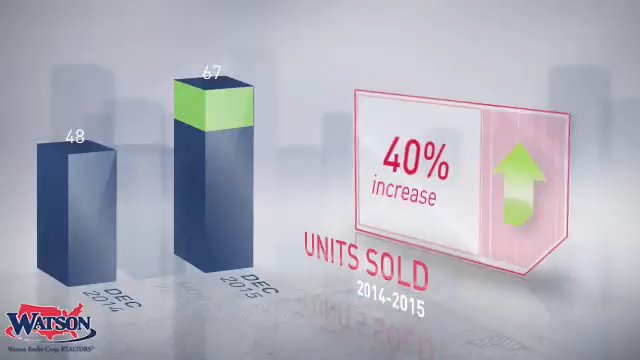 48
67
DEC
2014
DEC
2015
40%
increase
UNITS SOLD
2014-2015
WATSON
Watson Realty Corp. REALTORS®